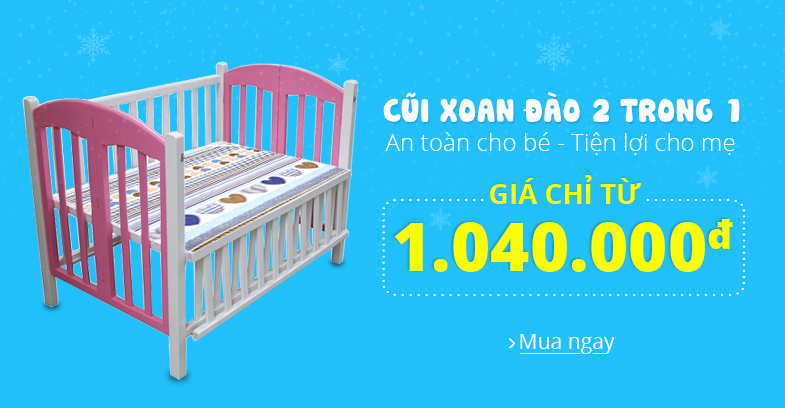 CŨI XOAN ĐÀO 2 TRONG 1
An toàn cho bé - Tiện lợi cho mẹ
GIÁ CHỈ TỪ
1.040.000đ
› Mua ngay